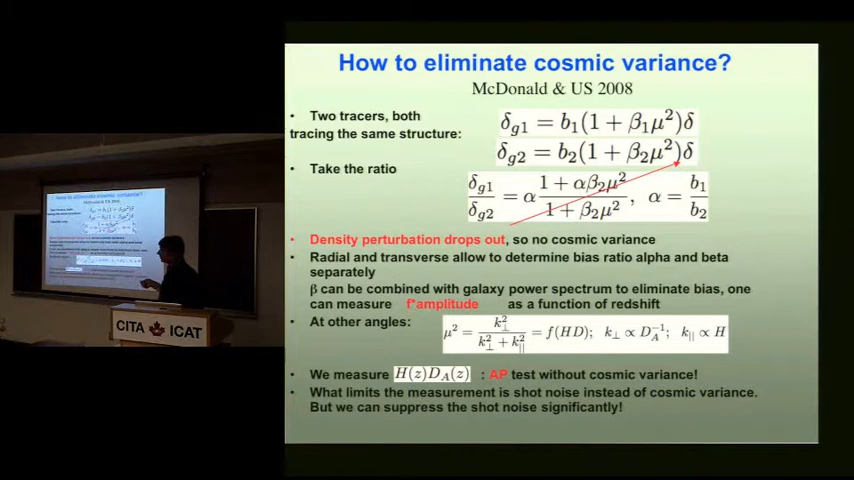 How to eliminate cosmic variance?
McDonald & US 2008
• Two tracers, both
tracing the same structure:
δg1 = b1(1 + β1μ²)δ
δg2 = b2(1 + β2μ²)δ
• Take the ratio
δg1/δg2 = α (1 + αβ2μ²)/(1 + β2μ²), α = b1/b2
• Density perturbation drops out, so no cosmic variance
• Radial and transverse allow to determine bias ratio alpha and beta
separately
β can be combined with galaxy power spectrum to eliminate bias, one
can measure f*amplitude as a function of redshift
• At other angles:
μ² = k⊥²/(k⊥² + k||²) = f(HD); k⊥ ∝ D_A⁻¹; k|| ∝ H
• We measure H(z)D_A(z) : AP test without cosmic variance!
• What limits the measurement is shot noise instead of cosmic variance.
But we can suppress the shot noise significantly!
CITA ICAT